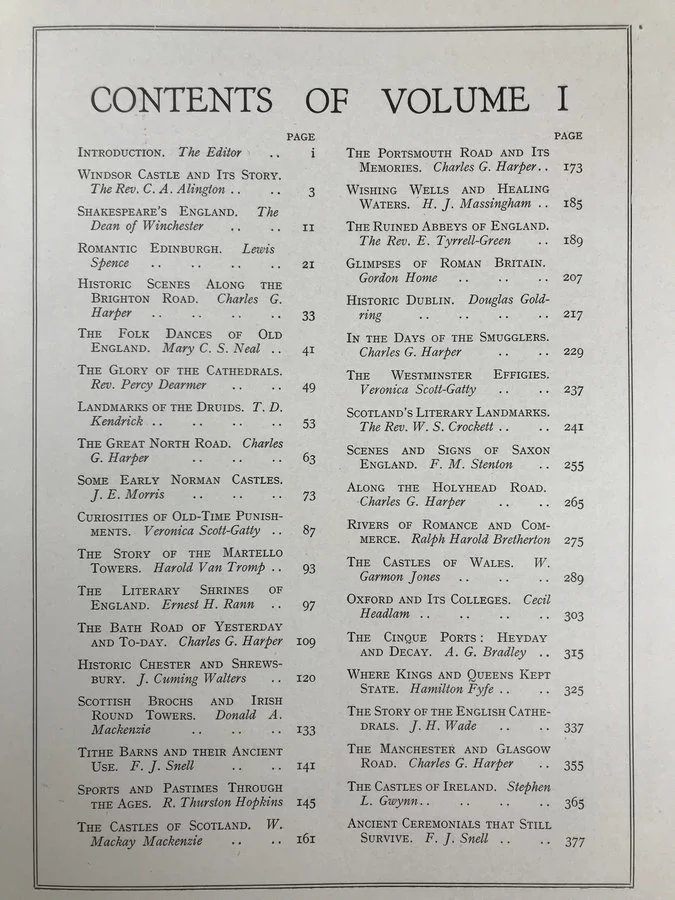 CONTENTS OF VOLUME I
PAGE
INTRODUCTION. The Editor .. i
WINDSOR CASTLE AND ITS STORY.
The Rev. C. A. Alington .. .. 3
SHAKESPEARE'S ENGLAND. The
Dean of Winchester .. .. 11
ROMANTIC EDINBURGH. Lewis
Spence .. .. .. .. 21
HISTORIC SCENES ALONG THE
BRIGHTON ROAD. Charles G.
Harper .. .. .. .. 33
THE FOLK DANCES OF OLD
ENGLAND. Mary C. S. Neal .. 41
THE GLORY OF THE CATHEDRALS.
Rev. Percy Dearmer .. .. 49
LANDMARKS OF THE DRUIDS. T. D.
Kendrick .. .. .. .. 53
THE GREAT NORTH ROAD. Charles
G. Harper .. .. .. 63
SOME EARLY NORMAN CASTLES.
J. E. Morris .. .. .. 73
CURIOSITIES OF OLD-TIME PUNISH-
MENTS. Veronica Scott-Gatty .. 87
THE STORY OF THE MARTELLO
TOWERS. Harold Van Tromp .. 93
THE LITERARY SHRINES OF
ENGLAND. Ernest H. Rann .. 97
THE BATH ROAD OF YESTERDAY
AND TO-DAY. Charles G. Harper 109
HISTORIC CHESTER AND SHREWS-
BURY. J. Cuming Walters .. 120
SCOTTISH BROCHS AND IRISH
ROUND TOWERS. Donald A.
Mackenzie .. .. .. 133
TITHE BARNS AND THEIR ANCIENT
USE. F. J. Snell .. .. 141
SPORTS AND PASTIMES THROUGH
THE AGES. R. Thurston Hopkins 145
THE CASTLES OF SCOTLAND. W.
Mackay Mackenzie .. .. 161
PAGE
THE PORTSMOUTH ROAD AND ITS
MEMORIES. Charles G. Harper.. 173
WISHING WELLS AND HEALING
WATERS. H. J. Massingham .. 185
THE RUINED ABBEYS OF ENGLAND.
The Rev. E. Tyrrell-Green .. 189
GLIMPSES OF ROMAN BRITAIN.
Gordon Home .. .. .. 207
HISTORIC DUBLIN. Douglas Gold-
ring .. .. .. .. 217
IN THE DAYS OF THE SMUGGLERS.
Charles G. Harper .. .. 229
THE WESTMINSTER EFFIGIES.
Veronica Scott-Gatty .. .. 237
SCOTLAND'S LITERARY LANDMARKS.
The Rev. W. S. Crockett .. .. 241
SCENES AND SIGNS OF SAXON
ENGLAND. F. M. Stenton .. 255
ALONG THE HOLYHEAD ROAD.
Charles G. Harper .. .. 265
RIVERS OF ROMANCE AND COM-
MERCE. Ralph Harold Bretherton 275
THE CASTLES OF WALES. W.
Garmon Jones .. .. .. 289
OXFORD AND ITS COLLEGES. Cecil
Headlam .. .. .. .. 303
THE CINQUE PORTS: HEYDAY
AND DECAY. A. G. Bradley .. 315
WHERE KINGS AND QUEENS KEPT
STATE. Hamilton Fyfe .. .. 325
THE STORY OF THE ENGLISH CATHE-
DRALS. J. H. Wade .. .. 337
THE MANCHESTER AND GLASGOW
ROAD. Charles G. Harper .. 355
THE CASTLES OF IRELAND. Stephen
L. Gwynn.. .. .. .. 365
ANCIENT CEREMONIALS THAT STILL
SURVIVE. F. J. Snell .. .. 377